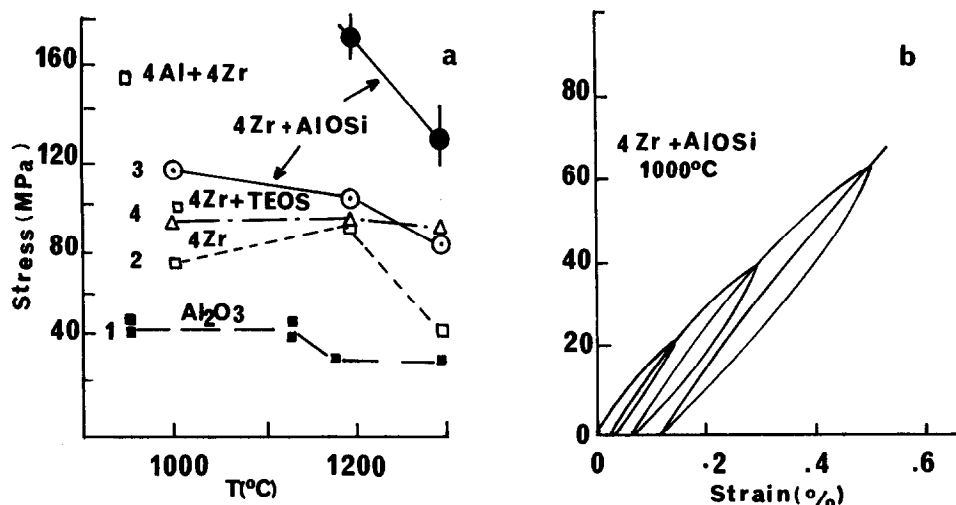 a
160
4Al+4Zr
4Zr+AlOSi
120
3
4Zr+TEOS
4
80
4Zr
2
Al2O3
40
1
Stress(MPa)
1000
1200
T(°C)
b
80
4Zr+AlOSi
1000°C
60
40
20
0
0
.2
.4
.6
Strain(%)